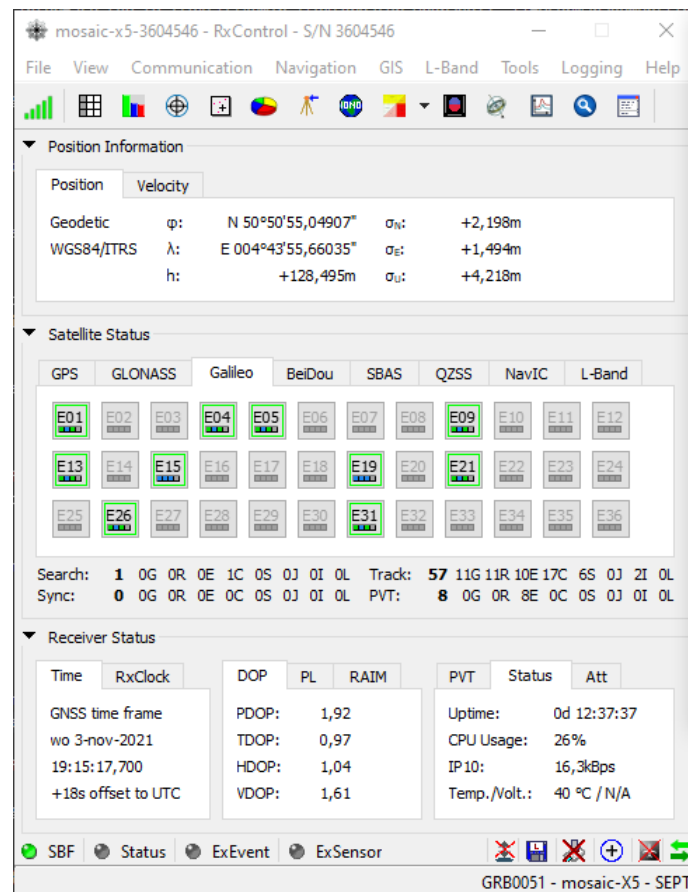 mosaic-x5-3604546 - RxControl - S/N 3604546
File View Communication Navigation GIS L-Band Tools Logging Help
IONO
Position Information
Position Velocity
Geodetic φ: N 50°50'55,04907" σN: +2,198m
WGS84/ITRS λ: E 004°43'55,66035" σE: +1,494m
h: +128,495m σU: +4,218m
Satellite Status
GPS GLONASS Galileo BeiDou SBAS QZSS NavIC L-Band
E01 E02 E03 E04 E05 E06 E07 E08 E09 E10 E11 E12
E13 E14 E15 E16 E17 E18 E19 E20 E21 E22 E23 E24
E25 E26 E27 E28 E29 E30 E31 E32 E33 E34 E35 E36
Search: 1 0G 0R 0E 1C 0S 0J 0I 0L Track: 57 11G 11R 10E 17C 6S 0J 2I 0L
Sync: 0 0G 0R 0E 0C 0S 0J 0I 0L PVT: 8 0G 0R 8E 0C 0S 0J 0I 0L
Receiver Status
Time RxClock DOP PL RAIM PVT Status Att
GNSS time frame PDOP: 1,92 Uptime: 0d 12:37:37
wo 3-nov-2021 TDOP: 0,97 CPU Usage: 26%
19:15:17,700 HDOP: 1,04 IP10: 16,3kBps
+18s offset to UTC VDOP: 1,61 Temp./Volt.: 40 °C / N/A
SBF Status ExEvent ExSensor
GRB0051 - mosaic-X5 - SEPT